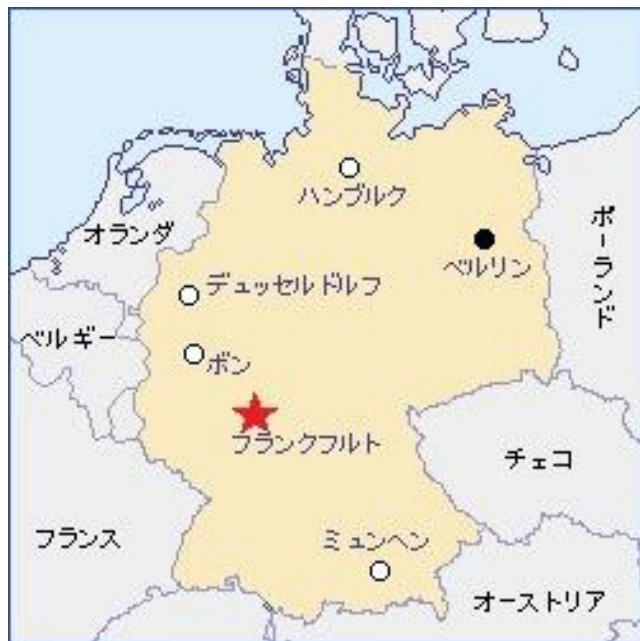 ハンブルク
オランダ
ベルリン
ポーランド
デュッセルドルフ
ベルギー
ボン
フランクフルト
チェコ
フランス
ミュンヘン
オーストリア